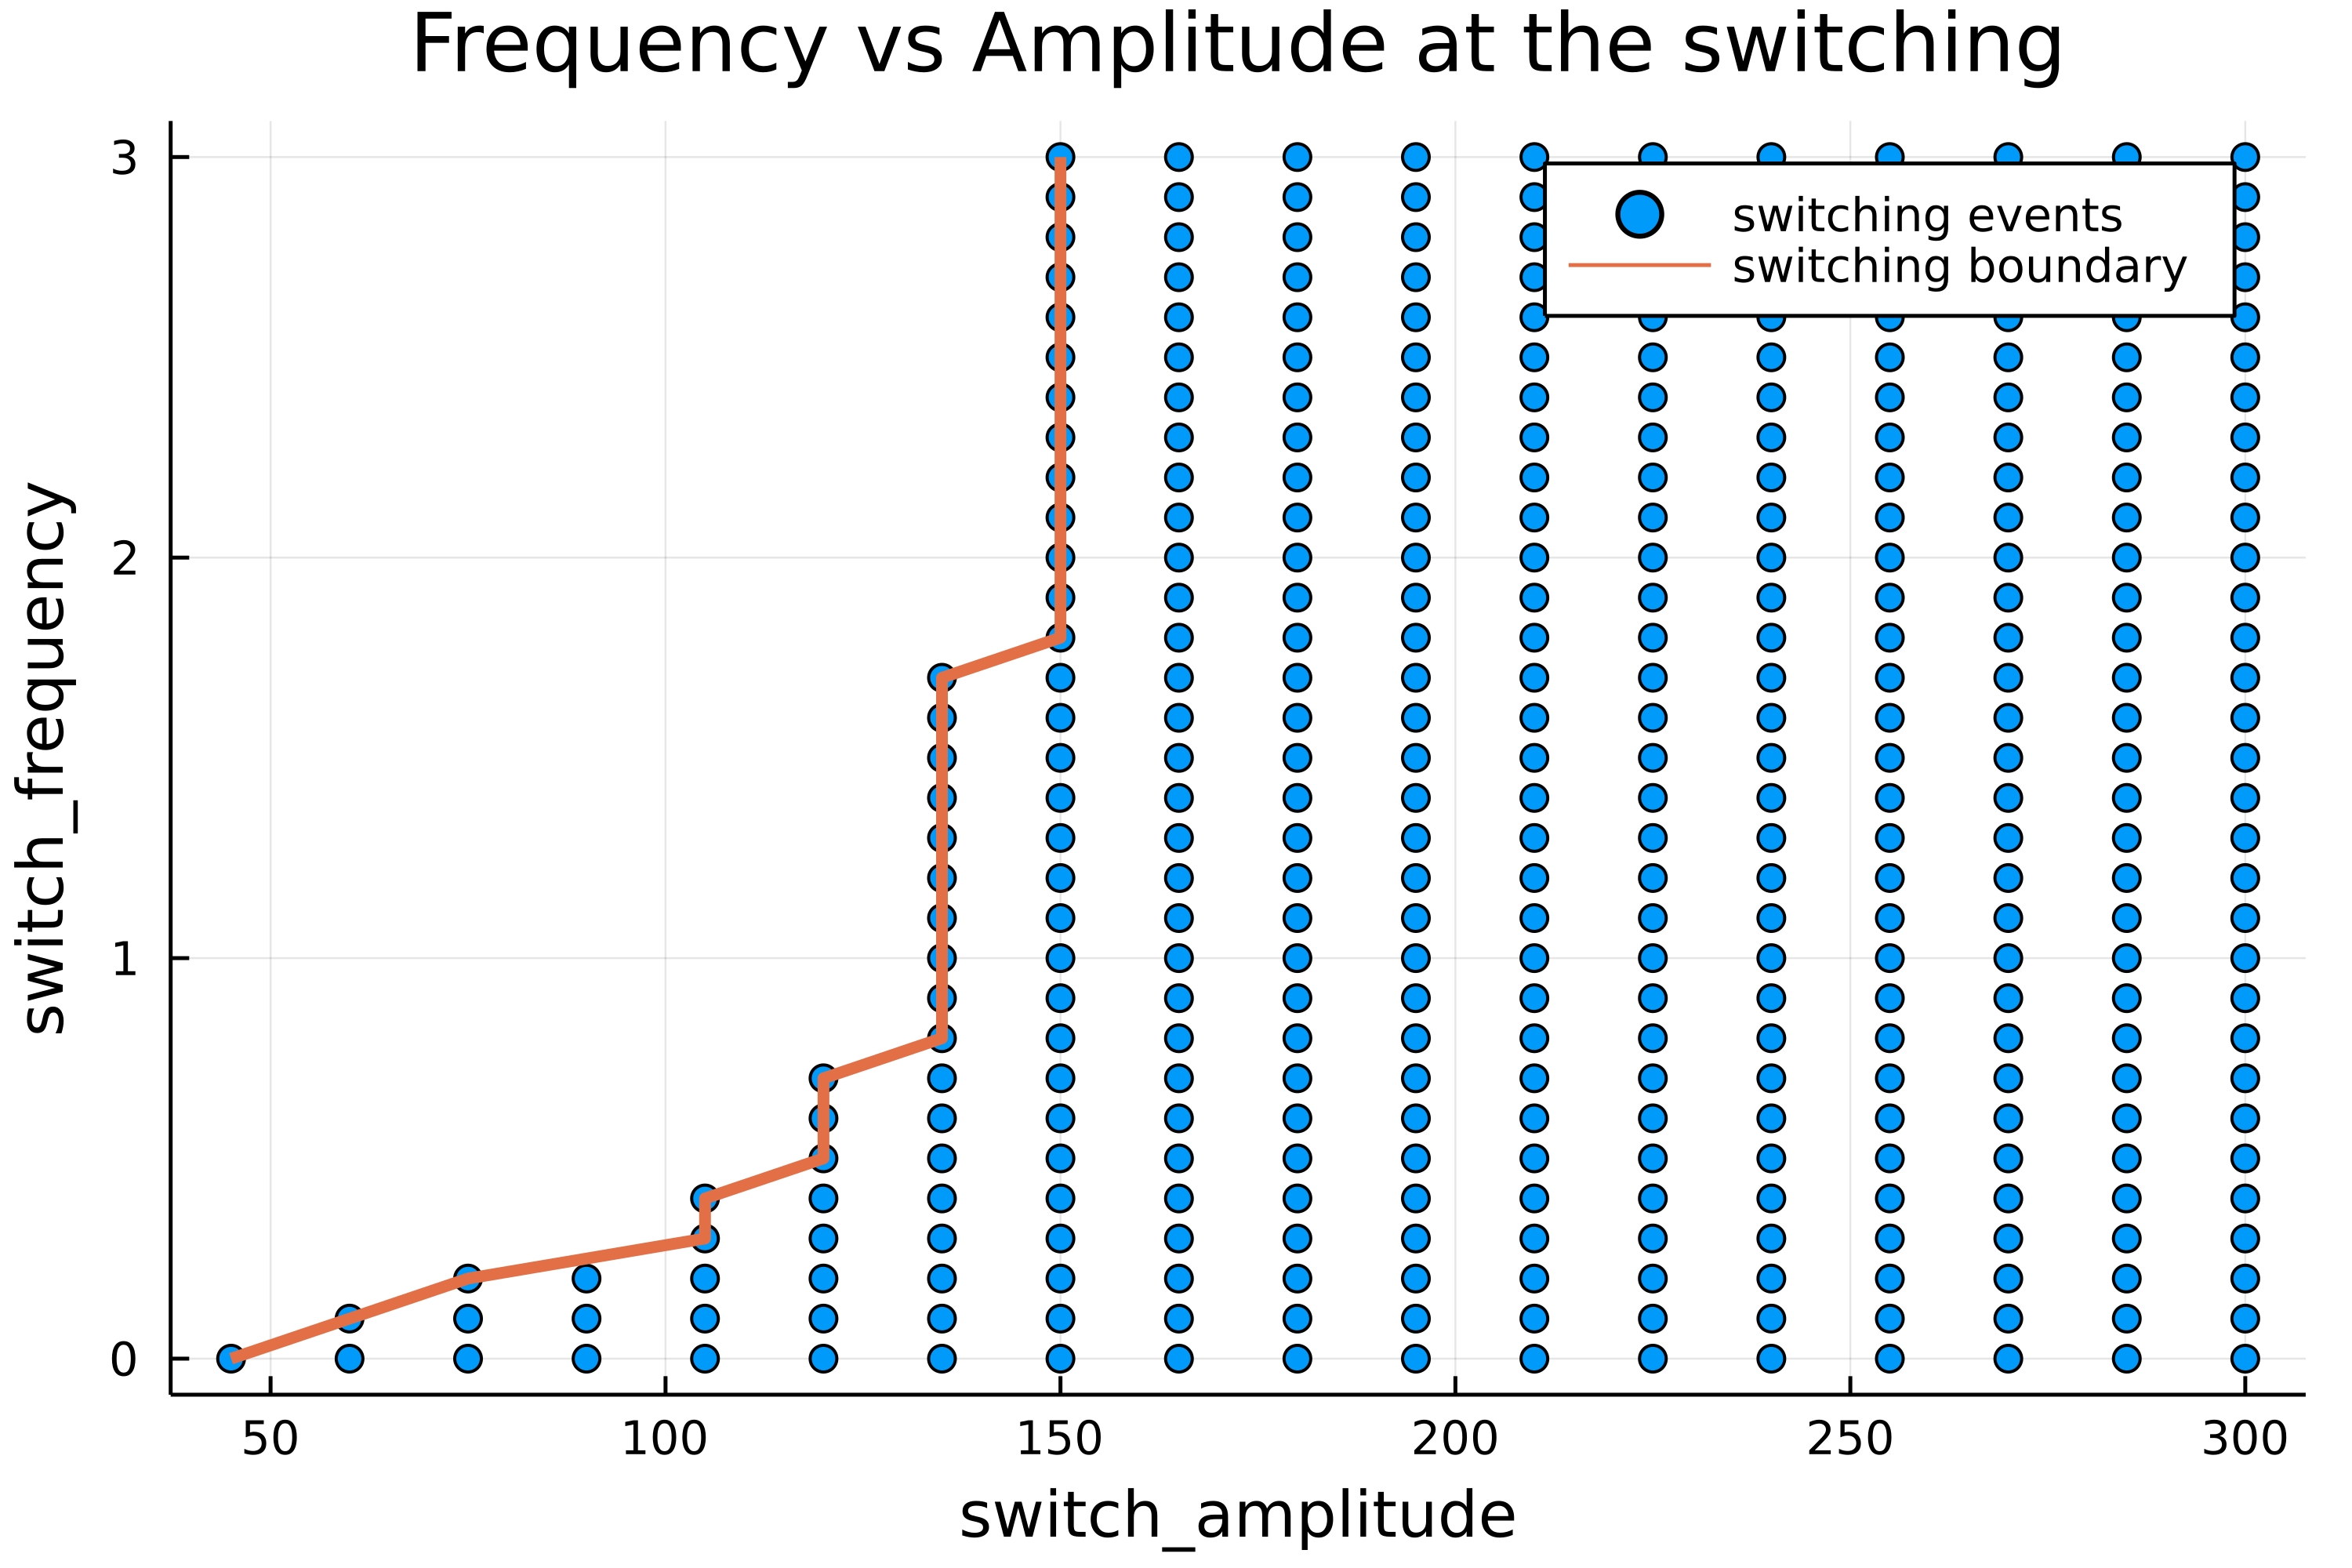 Frequency vs Amplitude at the switching
switching events
switching boundary
switch_frequency
3
2
1
0
50 100 150 200 250 300
switch_amplitude